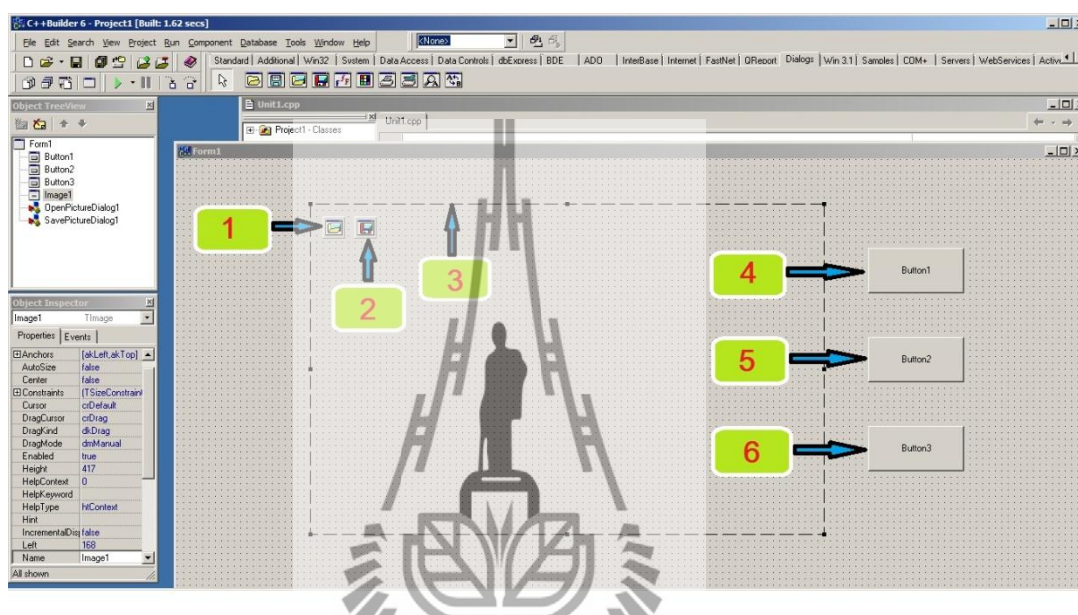 C++Builder 6 - Project1 [Built: 1.62 secs]
File Edit Search View Project Run Component Database Tools Window Help
<None>
Standard Additional Win32 System Data Access Data Controls dbExpress BDE ADO InterBase Internet FastNet QReport Dialogs Win 3.1 Samples COM+ Servers WebServices
Object TreeView
Form1
Button1
Button2
Button3
Image1
OpenPictureDialog1
SavePictureDialog1
Unit1.cpp
Project1 - Classes
Unit1.cpp
Form1
1
2
3
4
Button1
5
Button2
6
Button3
Object Inspector
Image1 TImage
Properties Events
Anchors [akLeft,akTop]
AutoSize false
Center false
Constraints (TSizeConstraint
Cursor crDefault
DragCursor crDrag
DragKind dkDrag
DragMode dmManual
Enabled true
Height 417
HelpContext 0
HelpKeyword
HelpType htContext
Hint
IncrementalDisp false
Left 168
Name Image1
All shown